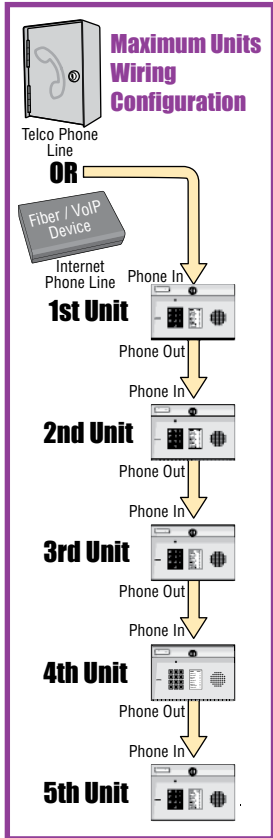 Maximum Units
Wiring
Configuration
Telco Phone
Line
OR
Fiber / VoIP
Device
Internet
Phone Line
Phone In
1st Unit
Phone Out
Phone In
2nd Unit
Phone Out
Phone In
3rd Unit
Phone Out
Phone In
4th Unit
Phone Out
Phone In
5th Unit